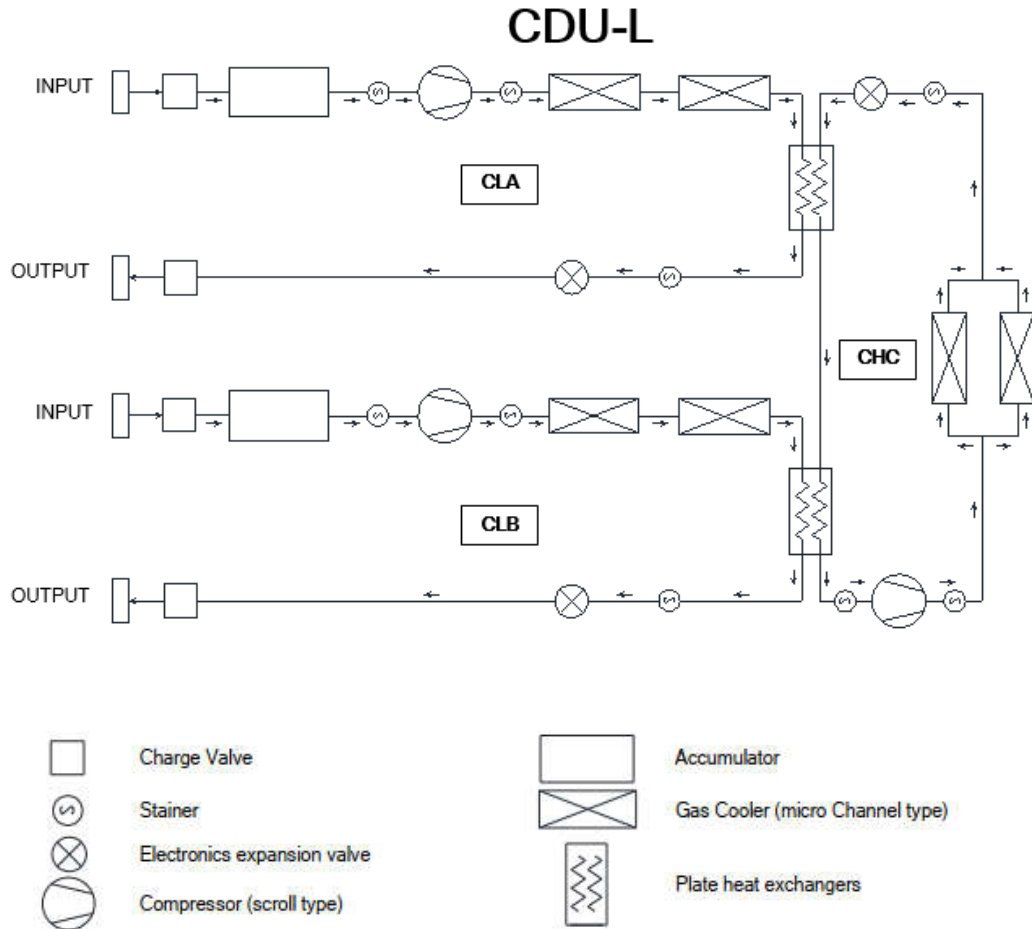 CDU-L
INPUT
CLA
OUTPUT
CHC
INPUT
CLB
OUTPUT
S
S
S
S
S
S
S
S
S
Charge Valve
Accumulator
S
Stainer
Gas Cooler (micro Channel type)
Electronics expansion valve
Plate heat exchangers
Compressor (scroll type)